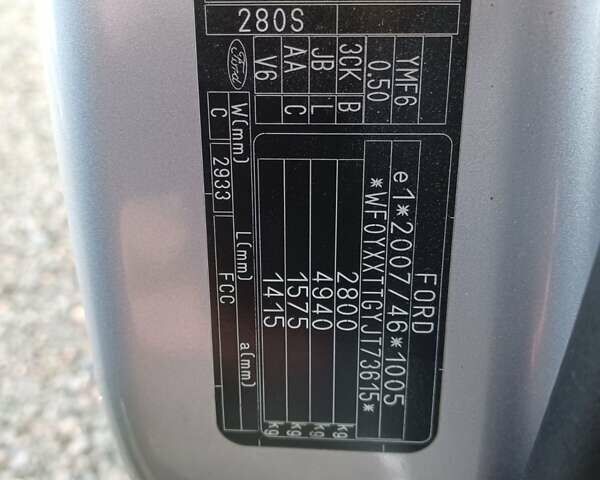 FORD
e1*2007/46*1005
*WF0YXXTTGYJT73615*
2800 kg
4940 kg
1575 kg
1415 kg
YMF6
0.50
3CK B
JB L
AA C
V6
Ford
280S
W(mm) L(mm) a(mm)
C 2933 FCC